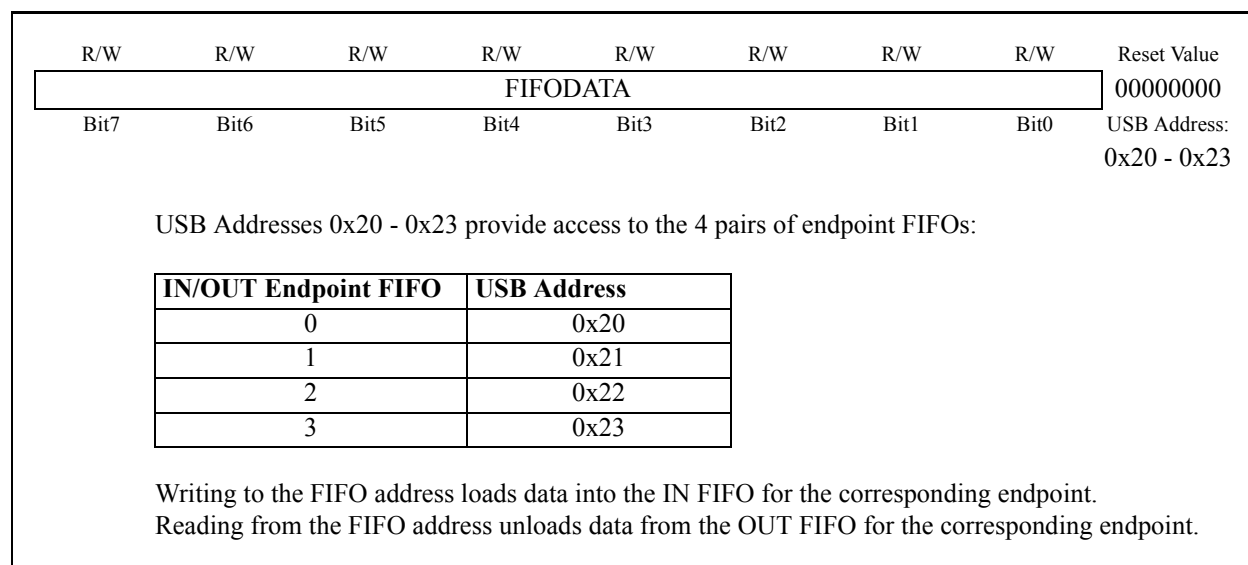 R/W R/W R/W R/W R/W R/W R/W R/W Reset Value
FIFODATA 00000000
Bit7 Bit6 Bit5 Bit4 Bit3 Bit2 Bit1 Bit0 USB Address:
0x20 - 0x23
USB Addresses 0x20 - 0x23 provide access to the 4 pairs of endpoint FIFOs:
IN/OUT Endpoint FIFO USB Address
0 0x20
1 0x21
2 0x22
3 0x23
Writing to the FIFO address loads data into the IN FIFO for the corresponding endpoint.
Reading from the FIFO address unloads data from the OUT FIFO for the corresponding endpoint.